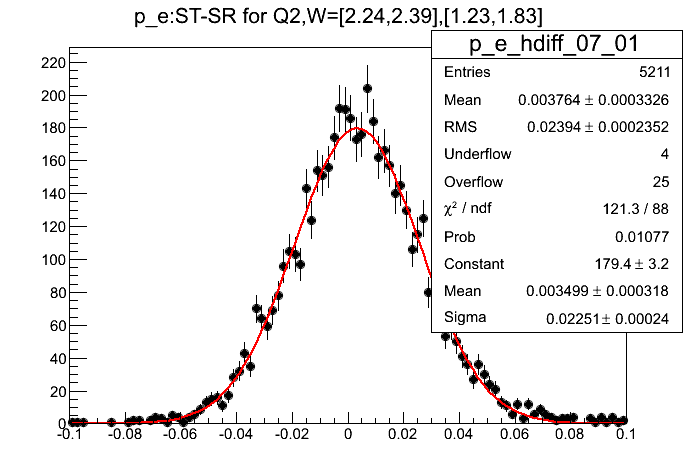 p_e:ST-SR for Q2,W=[2.24,2.39],[1.23,1.83]
p_e_hdiff_07_01
Entries 5211
Mean 0.003764 ± 0.0003326
RMS 0.02394 ± 0.0002352
Underflow 4
Overflow 25
χ² / ndf 121.3 / 88
Prob 0.01077
Constant 179.4 ± 3.2
Mean 0.003499 ± 0.000318
Sigma 0.02251 ± 0.00024
220
200
180
160
140
120
100
80
60
40
20
0
-0.1 -0.08 -0.06 -0.04 -0.02 0 0.02 0.04 0.06 0.08 0.1